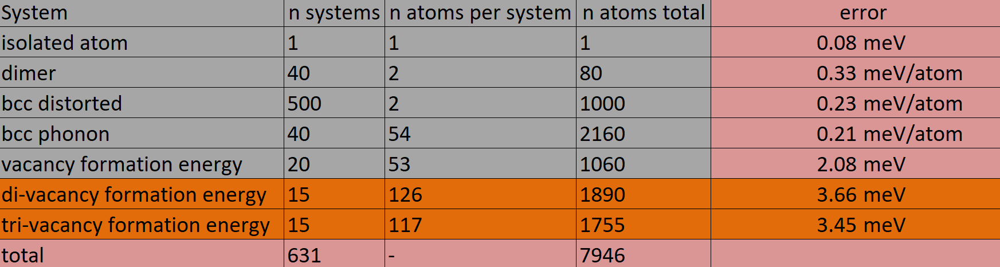 System n systems n atoms per system n atoms total error
isolated atom 1 1 1 0.08 meV
dimer 40 2 80 0.33 meV/atom
bcc distorted 500 2 1000 0.23 meV/atom
bcc phonon 40 54 2160 0.21 meV/atom
vacancy formation energy 20 53 1060 2.08 meV
di-vacancy formation energy 15 126 1890 3.66 meV
tri-vacancy formation energy 15 117 1755 3.45 meV
total 631 - 7946